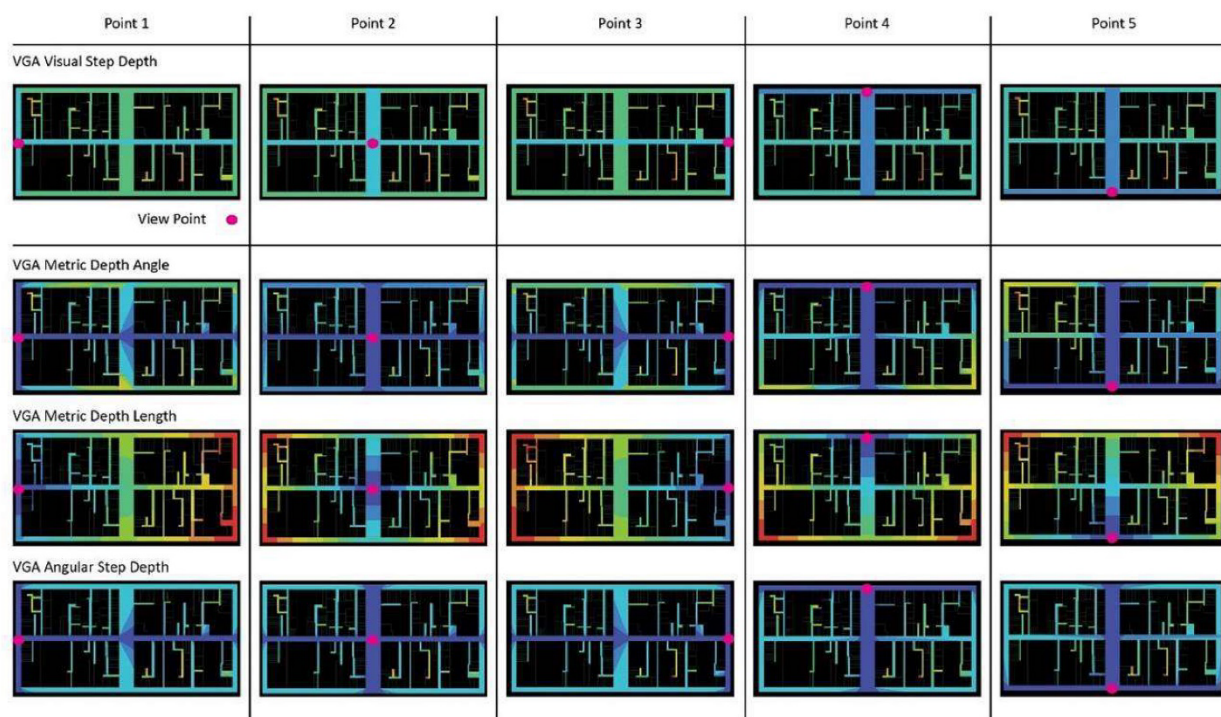 Point 1 Point 2 Point 3 Point 4 Point 5
VGA Visual Step Depth
View Point
VGA Metric Depth Angle
VGA Metric Depth Length
VGA Angular Step Depth